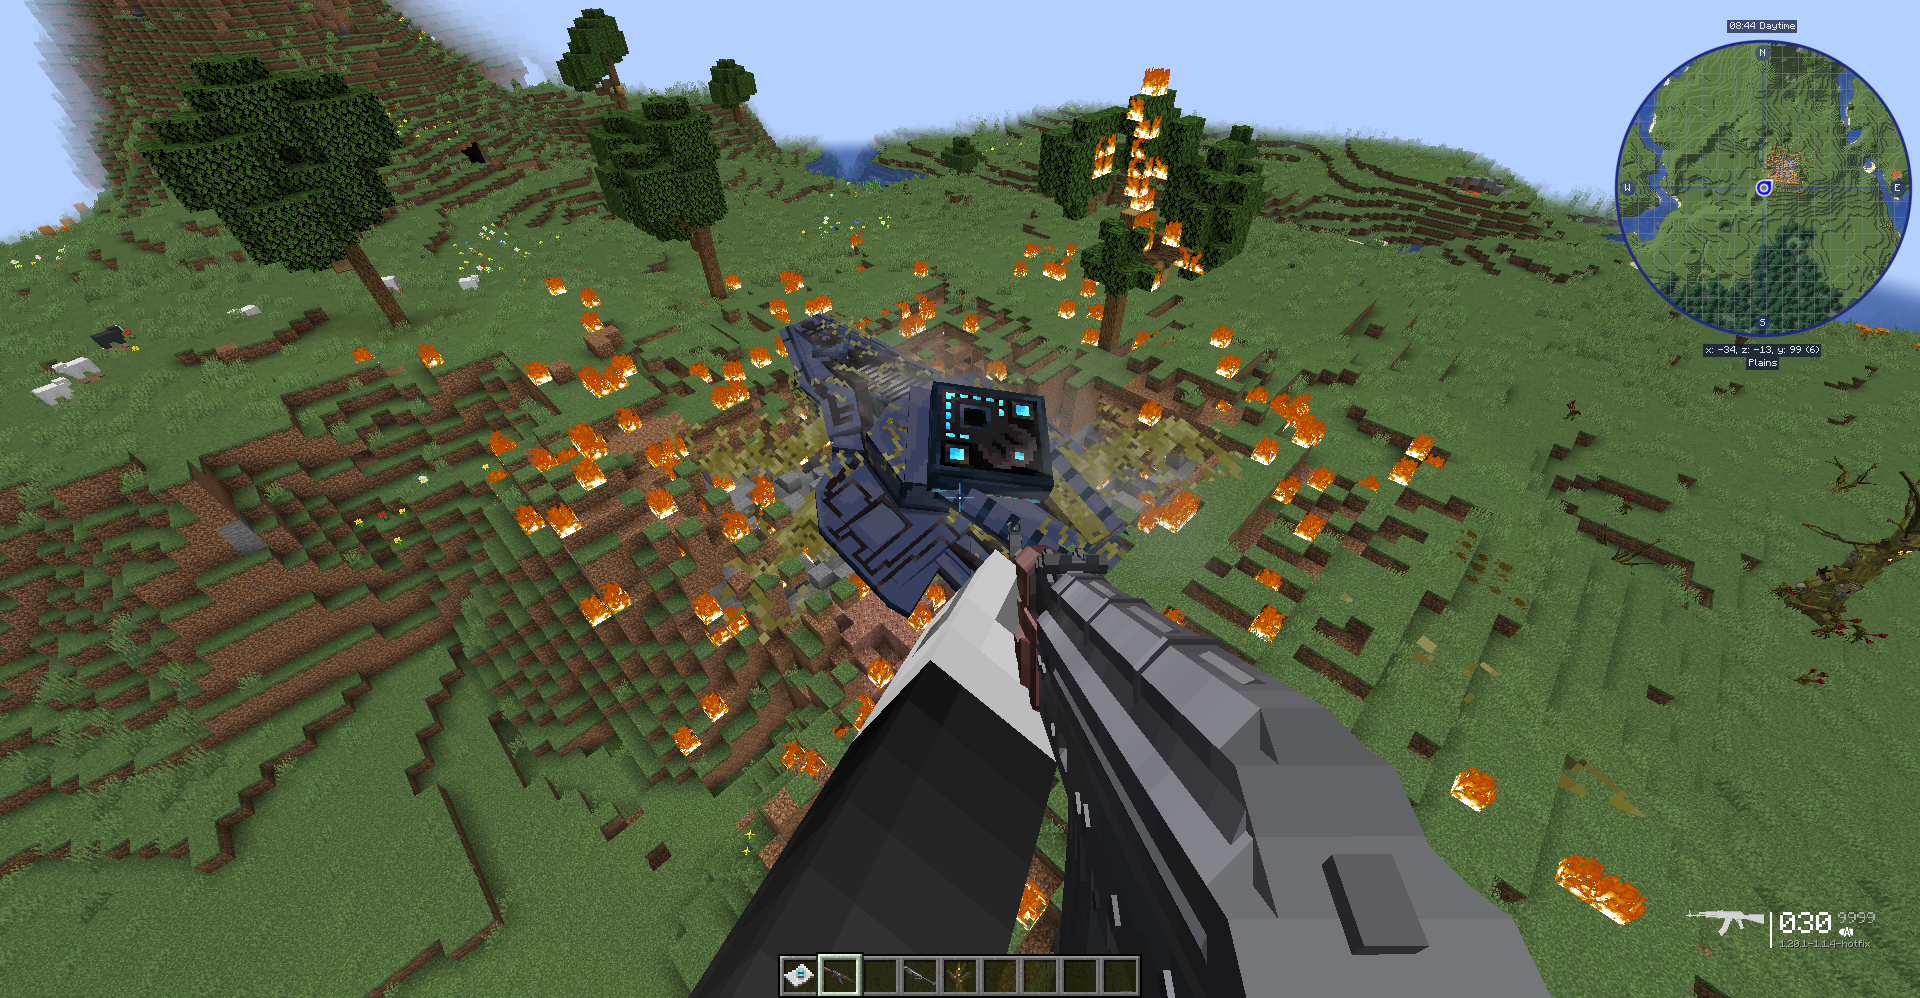 08:44 Daytime
N
W
E
S
x: -34, z: -13, y: 99 (6)
Plains
030 9999
A
1.20.1-1.1.4-hotfix